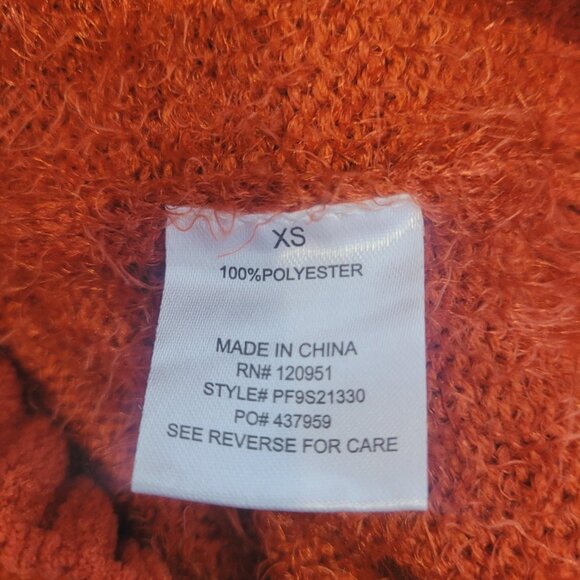 XS
100%POLYESTER
MADE IN CHINA
RN# 120951
STYLE# PF9S21330
PO# 437959
SEE REVERSE FOR CARE